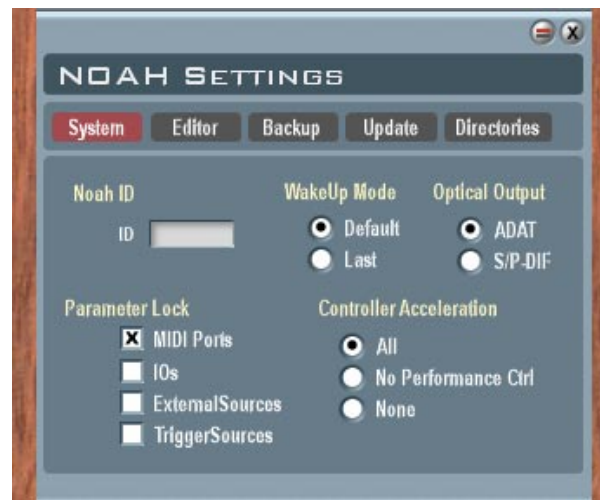 NOAH SETTINGS
System Editor Backup Update Directories
Noah ID WakeUp Mode Optical Output
ID Default ADAT
Last S/P-DIF
Parameter Lock Controller Acceleration
X MIDI Ports All
IOs No Performance Ctrl
ExternalSources None
TriggerSources